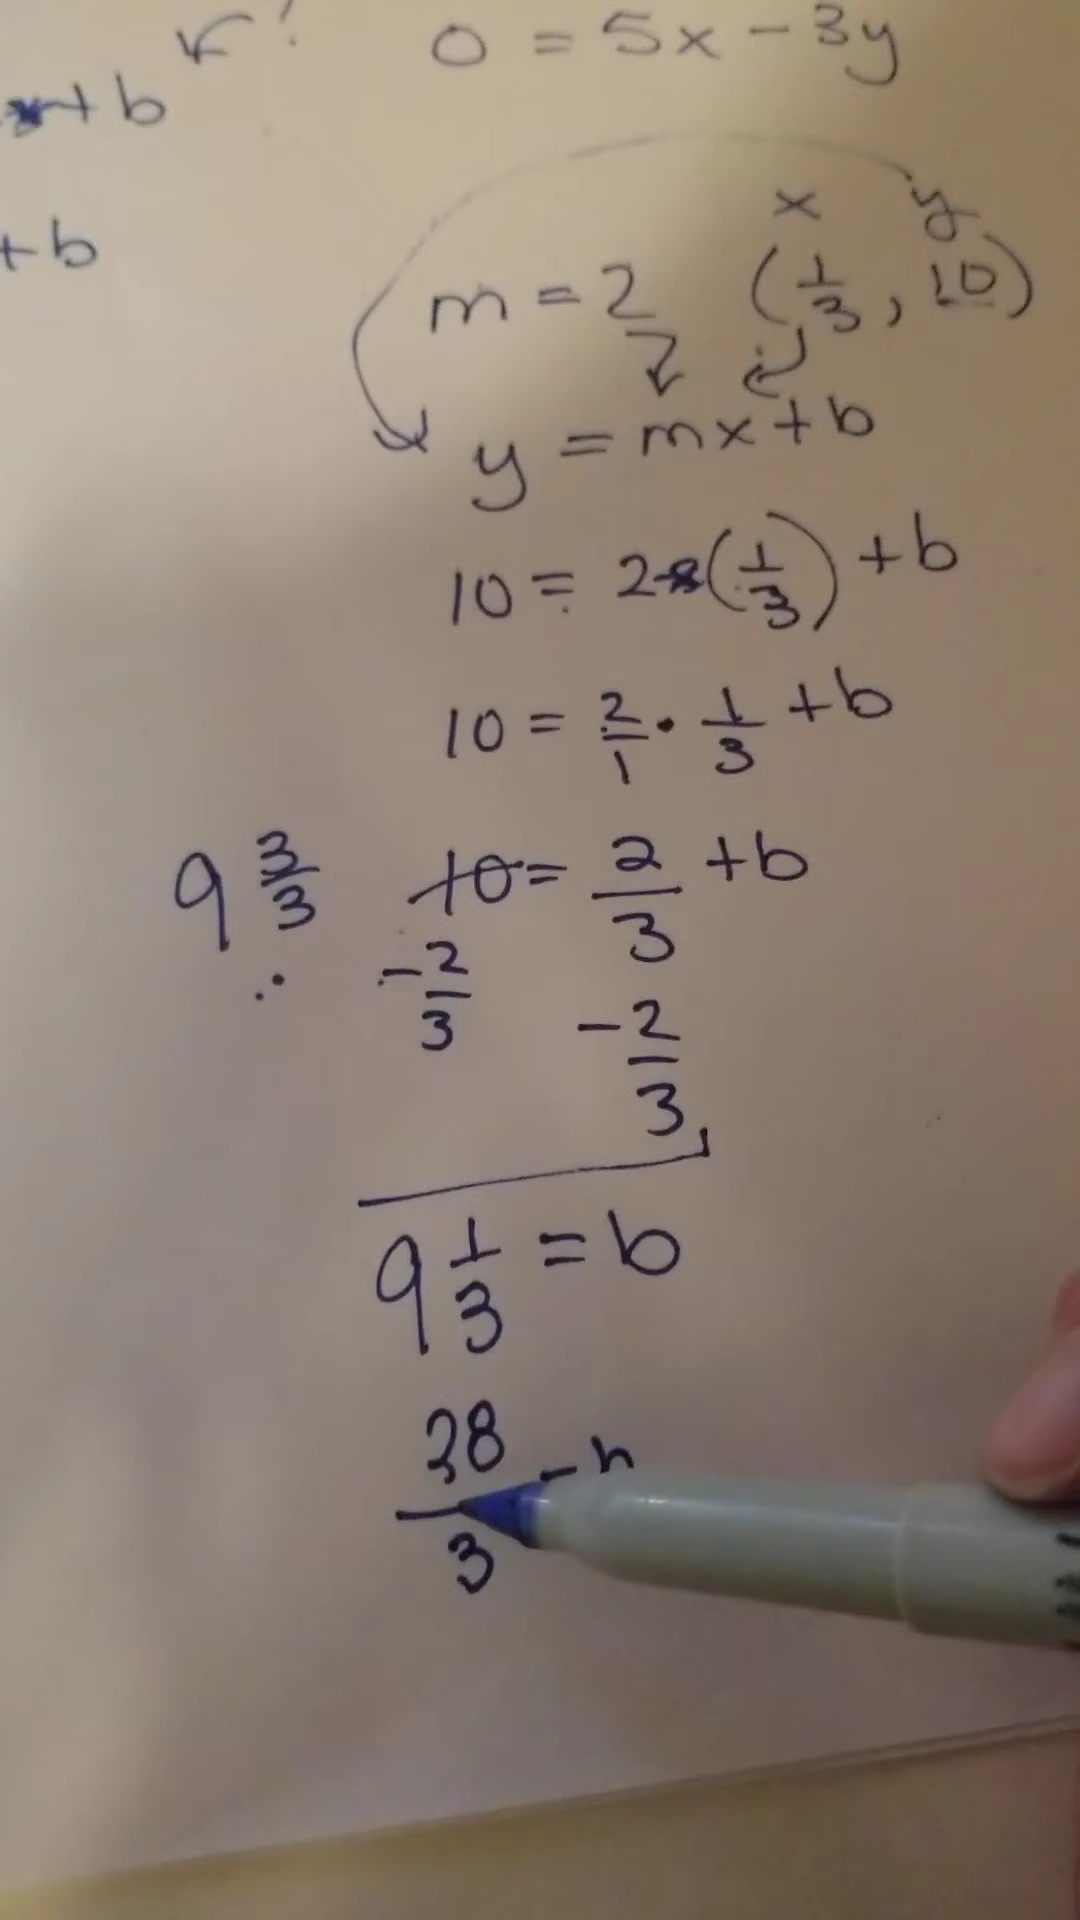 0 = 5x - 3y
x + b
+ b
x y
m = 2 (1/3, 10)
y = mx + b
10 = 2 (1/3) + b
10 = 2/1 · 1/3 + b
9 3/3 10 = 2/3 + b
- 2/3 - 2/3
9 1/3 = b
28/3 = b